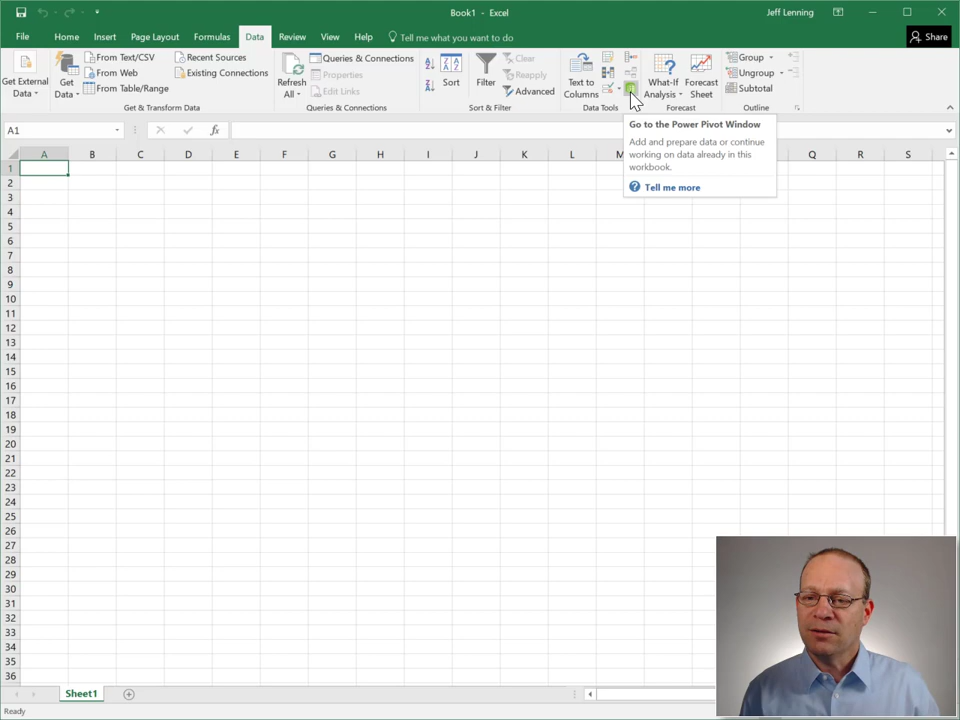 Book1 - Excel
Jeff Lenning
File
Home
Insert
Page Layout
Formulas
Data
Review
View
Help
Tell me what you want to do
Share
Get External
Data
Get
Data
From Text/CSV
From Web
From Table/Range
Recent Sources
Existing Connections
Get & Transform Data
Refresh
All
Queries & Connections
Properties
Edit Links
Queries & Connections
Sort
Filter
Clear
Reapply
Advanced
Sort & Filter
Text to
Columns
Data Tools
What-If
Analysis
Forecast
Sheet
Forecast
Group
Ungroup
Subtotal
Outline
A1
fx
Go to the Power Pivot Window
Add and prepare data or continue
working on data already in this
workbook.
? Tell me more
A B C D E F G H I J K L M Q R S
1
2
3
4
5
6
7
8
9
10
11
12
13
14
15
16
17
18
19
20
21
22
23
24
25
26
27
28
29
30
31
32
33
34
35
36
Sheet1
Ready